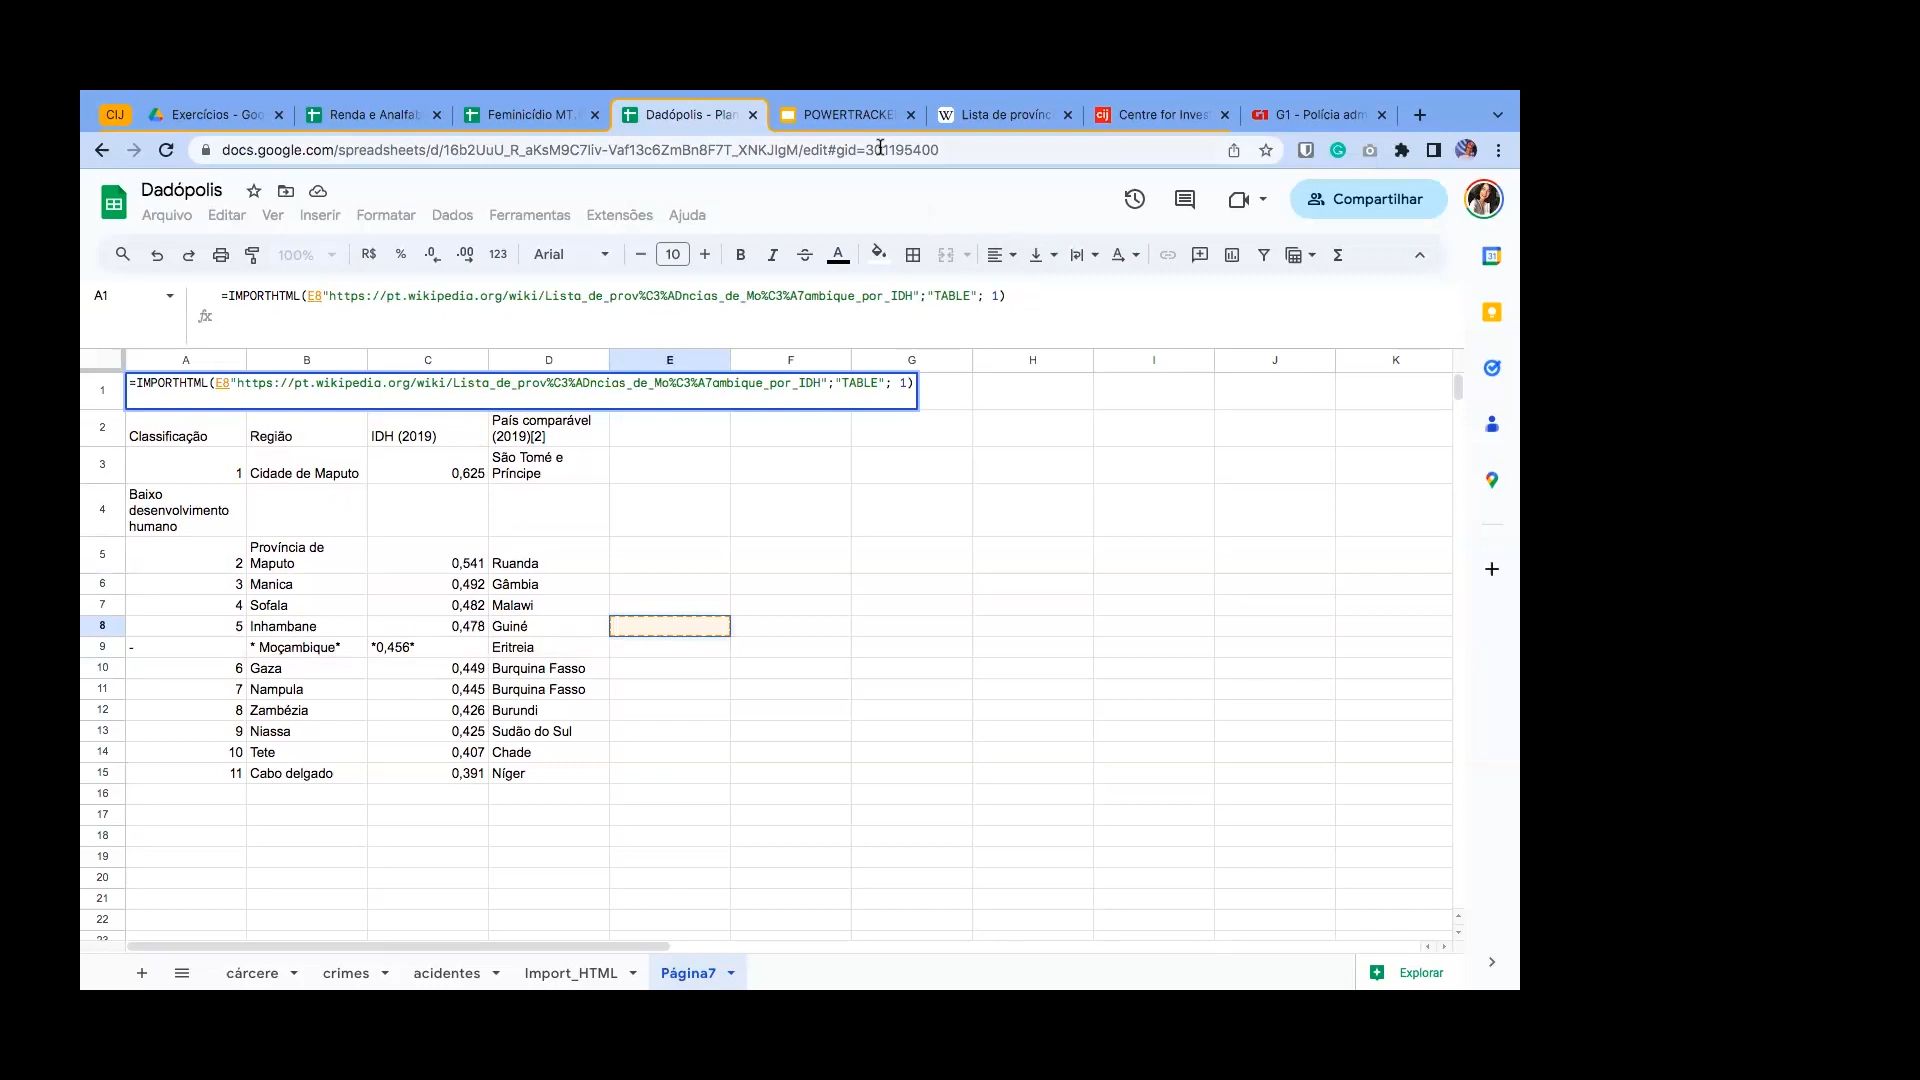 CIJ Exercícios - Goo Renda e Analfab Feminicídio MT. Dadópolis - Plan POWERTRACKE Lista de provínc Centre for Inves G1 - Polícia adm
docs.google.com/spreadsheets/d/16b2UuU_R_aKsM9C7Iiv-Vaf13c6ZmBn8F7T_XNKJIgM/edit#gid=301195400
Dadópolis
Compartilhar
Arquivo Editar Ver Inserir Formatar Dados Ferramentas Extensões Ajuda
100% R$ % .0 .00 123 Arial 10 B I S A
31
A1 =IMPORTHTML(E8"https://pt.wikipedia.org/wiki/Lista_de_prov%C3%ADncias_de_Mo%C3%A7ambique_por_IDH";"TABLE"; 1)
fx
A B C D E F G H I J K
1 =IMPORTHTML(E8"https://pt.wikipedia.org/wiki/Lista_de_prov%C3%ADncias_de_Mo%C3%A7ambique_por_IDH";"TABLE"; 1)
2 Classificação Região IDH (2019) País comparável
(2019)[2]
3 1 Cidade de Maputo 0,625 São Tomé e
Príncipe
4 Baixo
desenvolvimento
humano
5 2 Província de
Maputo 0,541 Ruanda
6 3 Manica 0,492 Gâmbia
7 4 Sofala 0,482 Malawi
8 5 Inhambane 0,478 Guiné
9 - * Moçambique* *0,456* Eritreia
10 6 Gaza 0,449 Burquina Fasso
11 7 Nampula 0,445 Burquina Fasso
12 8 Zambézia 0,426 Burundi
13 9 Niassa 0,425 Sudão do Sul
14 10 Tete 0,407 Chade
15 11 Cabo delgado 0,391 Níger
16
17
18
19
20
21
22
23
cárcere crimes acidentes Import_HTML Página7 Explorar